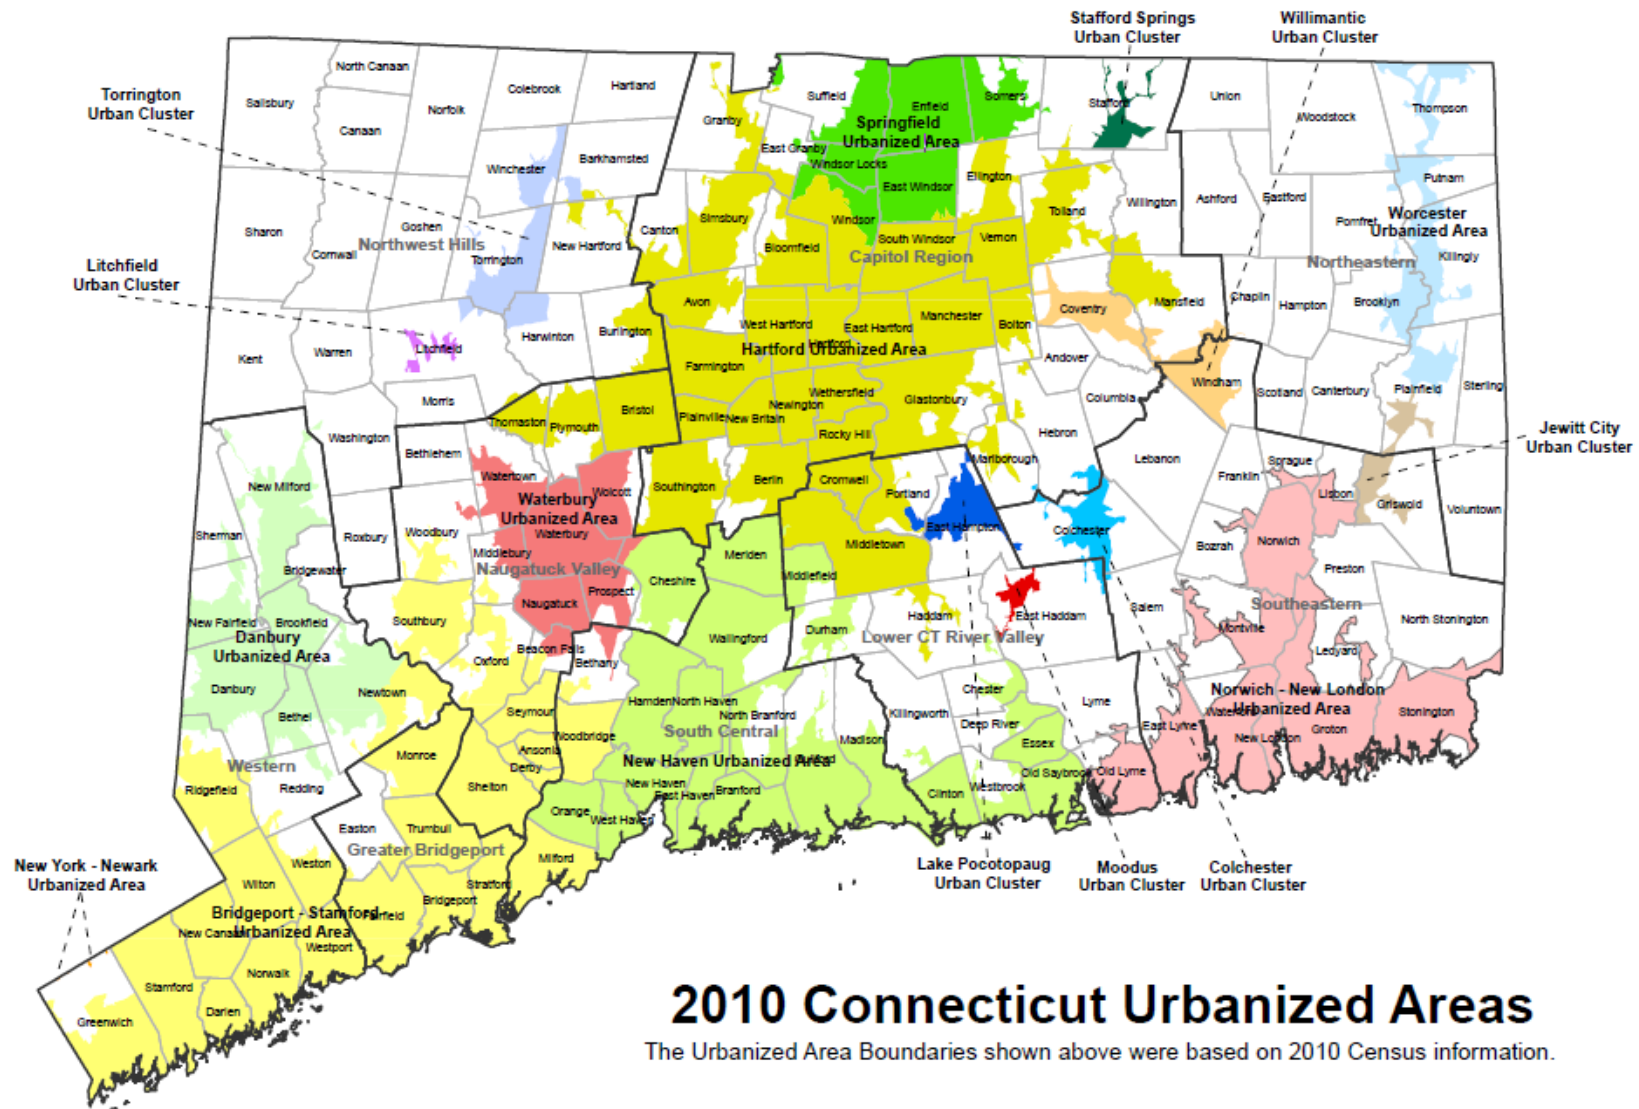 Stafford Springs
Urban Cluster
Willimantic
Urban Cluster
Torrington
Urban Cluster
Litchfield
Urban Cluster
Jewitt City
Urban Cluster
New York - Newark
Urbanized Area
Lake Pocotopaug
Urban Cluster
Moodus
Urban Cluster
Colchester
Urban Cluster
Salisbury
North Canaan
Canaan
Norfolk
Colebrook
Hartland
Winchester
Barkhamsted
Sharon
Cornwall
Goshen
Northwest Hills
Torrington
New Hartford
Kent
Warren
Litchfield
Harwinton
Burlington
Morris
Washington
Bethlehem
Thomaston
Plymouth
Bristol
Granby
Suffield
East Granby
Enfield
Somers
Springfield
Urbanized Area
Windsor Locks
East Windsor
Ellington
Stafford
Union
Woodstock
Thompson
Putnam
Canton
Simsbury
Bloomfield
Windsor
South Windsor
Capitol Region
Vernon
Tolland
Willington
Ashford
Eastford
Pomfret
Worcester
Urbanized Area
Killingly
Northeastern
Avon
West Hartford
East Hartford
Hartford
Manchester
Bolton
Coventry
Mansfield
Chaplin
Hampton
Brooklyn
Hartford Urbanized Area
Farmington
Andover
Wethersfield
Newington
Plainville
New Britain
Rocky Hill
Glastonbury
Columbia
Windham
Scotland
Canterbury
Plainfield
Sterling
Hebron
Marlborough
Lebanon
Franklin
Sprague
Lisbon
Griswold
Voluntown
New Milford
Sherman
Roxbury
Woodbury
Bridgewater
Watertown
Wolcott
Waterbury
Urbanized Area
Waterbury
Middlebury
Naugatuck Valley
Naugatuck
Prospect
Southington
Berlin
Cromwell
Portland
East Hampton
Middletown
Meriden
Cheshire
Middlefield
Colchester
Bozrah
Norwich
Preston
Salem
Southeastern
Montville
Ledyard
North Stonington
New Fairfield
Brookfield
Danbury
Urbanized Area
Danbury
Bethel
Newtown
Southbury
Oxford
Beacon Falls
Bethany
Wallingford
Durham
Haddam
East Haddam
Lower CT River Valley
Seymour
Woodbridge
Ansonia
Derby
Hamden
North Haven
North Branford
South Central
New Haven Urbanized Area
Guilford
Madison
Killingworth
Chester
Deep River
Essex
Lyme
East Lyme
Waterford
Norwich - New London
Urbanized Area
New London
Groton
Stonington
Western
Ridgefield
Redding
Monroe
Shelton
Easton
Trumbull
Greater Bridgeport
Orange
New Haven
West Haven
East Haven
Branford
Clinton
Westbrook
Old Saybrook
Old Lyme
Weston
Wilton
Milford
Stratford
Bridgeport
Fairfield
Bridgeport - Stamford
Urbanized Area
New Canaan
Westport
Norwalk
Stamford
Darien
Greenwich
2010 Connecticut Urbanized Areas
The Urbanized Area Boundaries shown above were based on 2010 Census information.